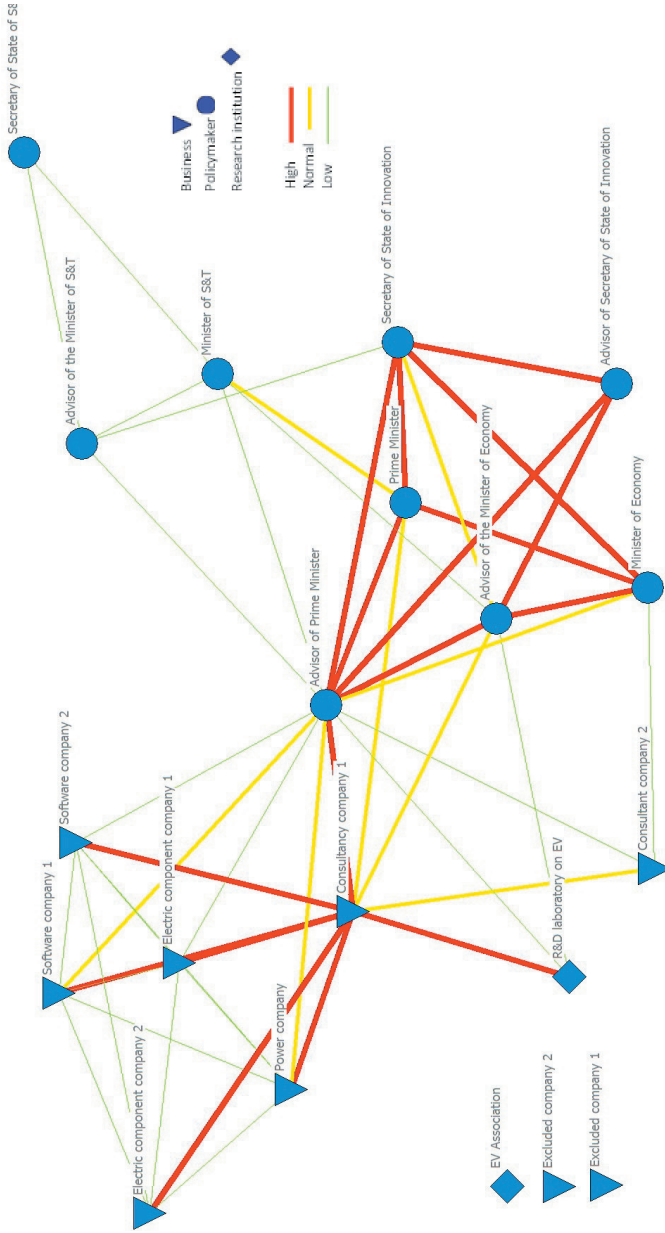 Secretary of State of S&
Business
Policymaker
Research institution
High
Normal
Low
Advisor of the Minister of S&T
Minister of S&T
Secretary of State of Innovation
Advisor of Secretary of State of Innovation
Prime Minister
Advisor of the Minister of Economy
Minister of Economy
Advisor of Prime Minister
Software company 2
Software company 1
Electric component company 1
Consultancy company 1
Consultant company 2
R&D laboratory on EV
Electric component company 2
Power company
EV Association
Excluded company 2
Excluded company 1